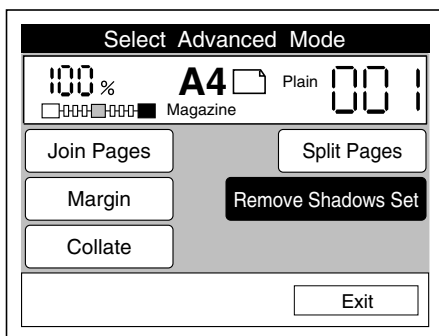 Select Advanced Mode
100 % A4 Plain 001
Magazine
Join Pages Split Pages
Margin Remove Shadows Set
Collate
Exit